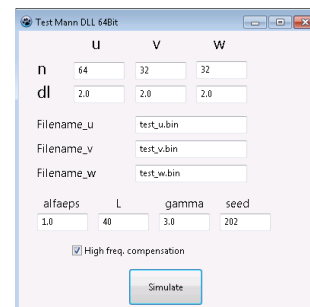 Test Mann DLL 64Bit
u v w
n 64 32 32
dl 2.0 2.0 2.0
Filename_u test_u.bin
Filename_v test_v.bin
Filename_w test_w.bin
alfaeps L gamma seed
1.0 40 3.0 202
High freq. compensation
Simulate